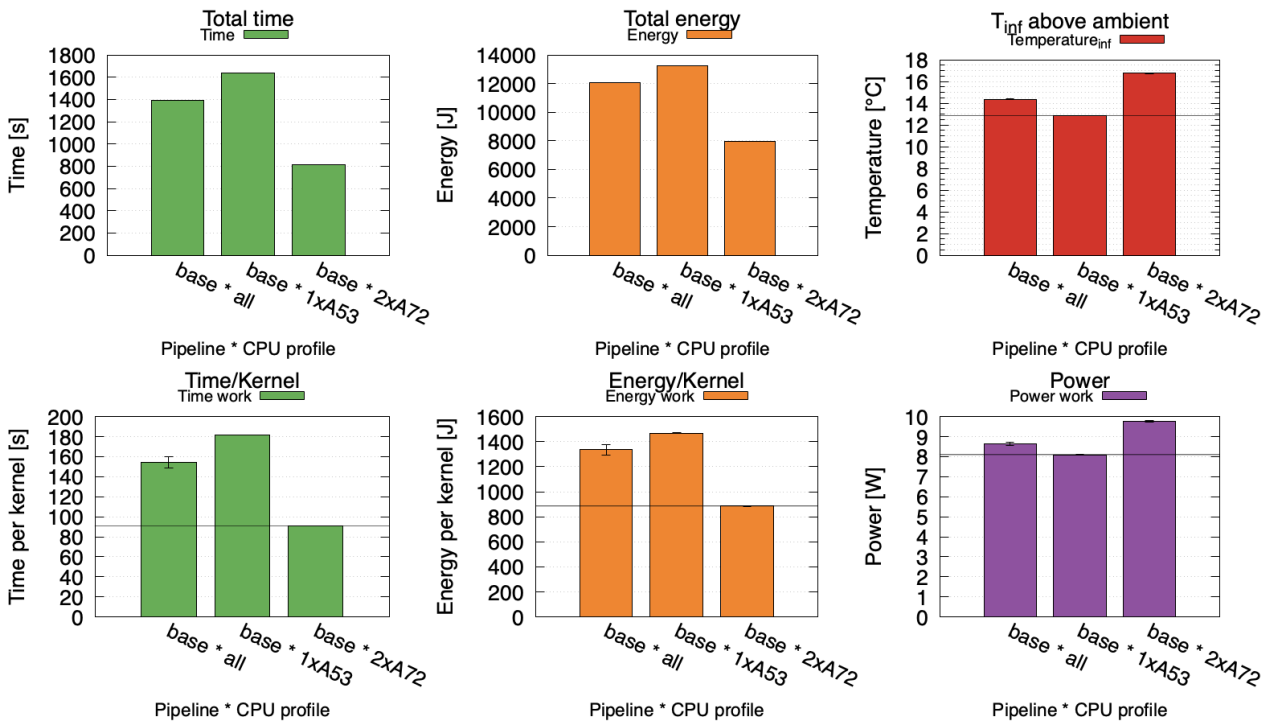 Total time
Time
Time [s]
1800
1600
1400
1200
1000
800
600
400
200
0
base * all
base * 1xA53
base * 2xA72
Pipeline * CPU profile
Total energy
Energy
Energy [J]
14000
12000
10000
8000
6000
4000
2000
0
base * all
base * 1xA53
base * 2xA72
Pipeline * CPU profile
Tinf above ambient
Temperatureinf
Temperature [°C]
18
16
14
12
10
8
6
4
2
0
base * all
base * 1xA53
base * 2xA72
Pipeline * CPU profile
Time/Kernel
Time work
Time per kernel [s]
200
180
160
140
120
100
80
60
40
20
0
base * all
base * 1xA53
base * 2xA72
Pipeline * CPU profile
Energy/Kernel
Energy work
Energy per kernel [J]
1600
1400
1200
1000
800
600
400
200
0
base * all
base * 1xA53
base * 2xA72
Pipeline * CPU profile
Power
Power work
Power [W]
10
9
8
7
6
5
4
3
2
1
0
base * all
base * 1xA53
base * 2xA72
Pipeline * CPU profile